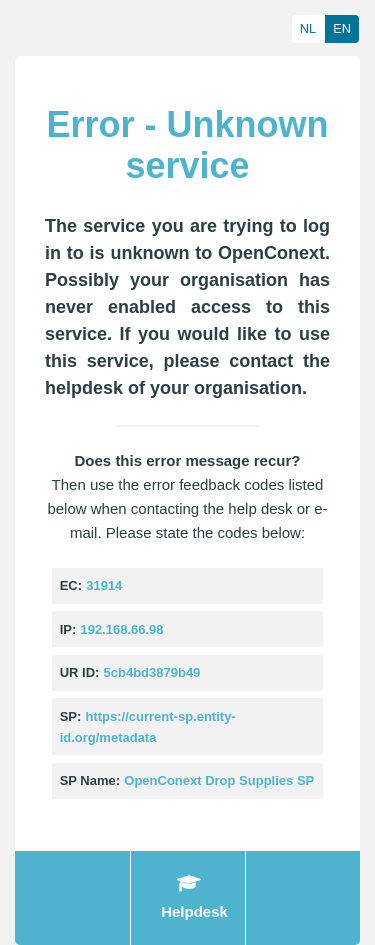 NL EN
Error - Unknown
service
The service you are trying to log
in to is unknown to OpenConext.
Possibly your organisation has
never enabled access to this
service. If you would like to use
this service, please contact the
helpdesk of your organisation.
Does this error message recur?
Then use the error feedback codes listed
below when contacting the help desk or e-
mail. Please state the codes below:
EC: 31914
IP: 192.168.66.98
UR ID: 5cb4bd3879b49
SP: https://current-sp.entity-
id.org/metadata
SP Name: OpenConext Drop Supplies SP
Helpdesk